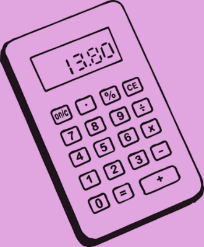 13.80
on/c · % CE
7 8 9 ÷
4 5 6 x
1 2 3 -
0 = +